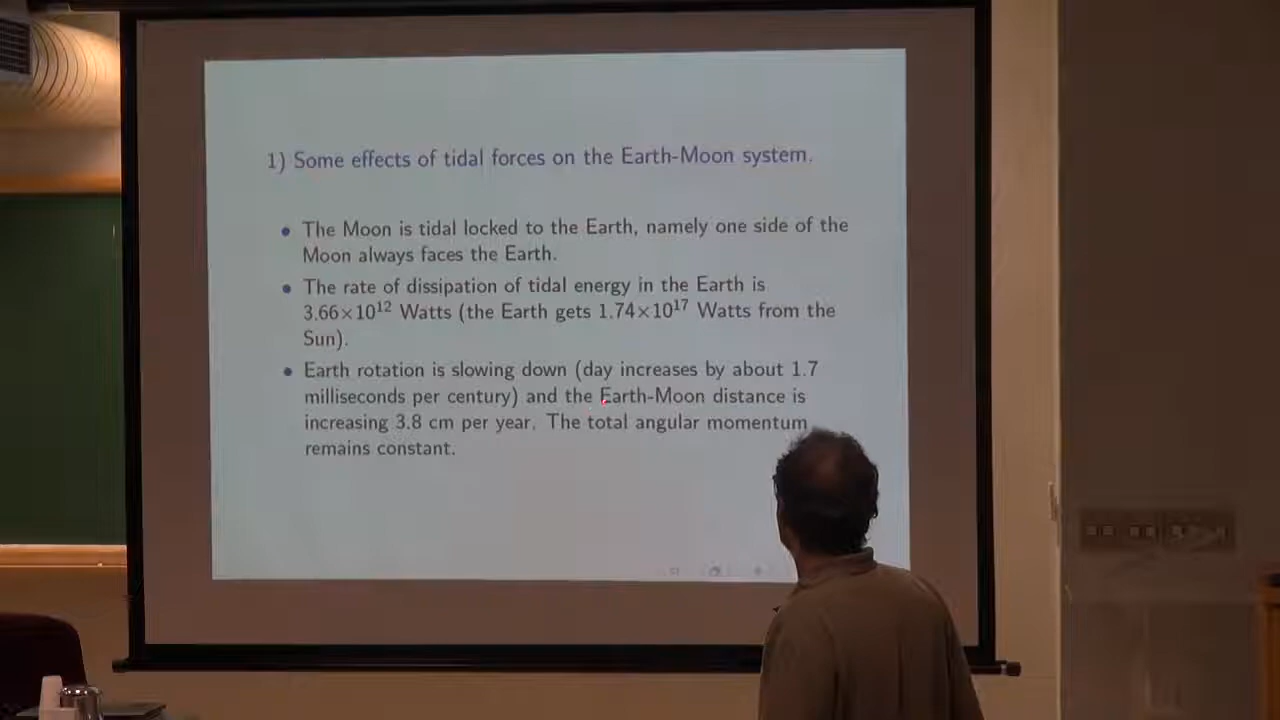 1) Some effects of tidal forces on the Earth-Moon system.
• The Moon is tidal locked to the Earth, namely one side of the
Moon always faces the Earth.
• The rate of dissipation of tidal energy in the Earth is
3.66×10¹² Watts (the Earth gets 1.74×10¹⁷ Watts from the
Sun).
• Earth rotation is slowing down (day increases by about 1.7
milliseconds per century) and the Earth-Moon distance is
increasing 3.8 cm per year. The total angular momentum
remains constant.